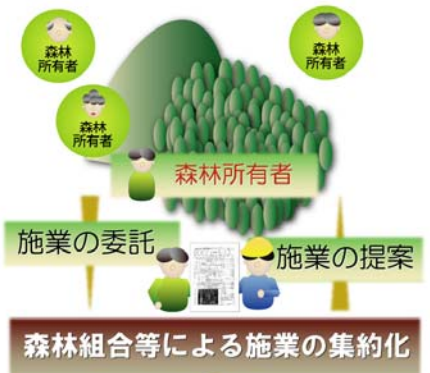 森林
所有者
森林
所有者
森林
所有者
森林所有者
施業の委託
施業の提案
森林組合等による施業の集約化